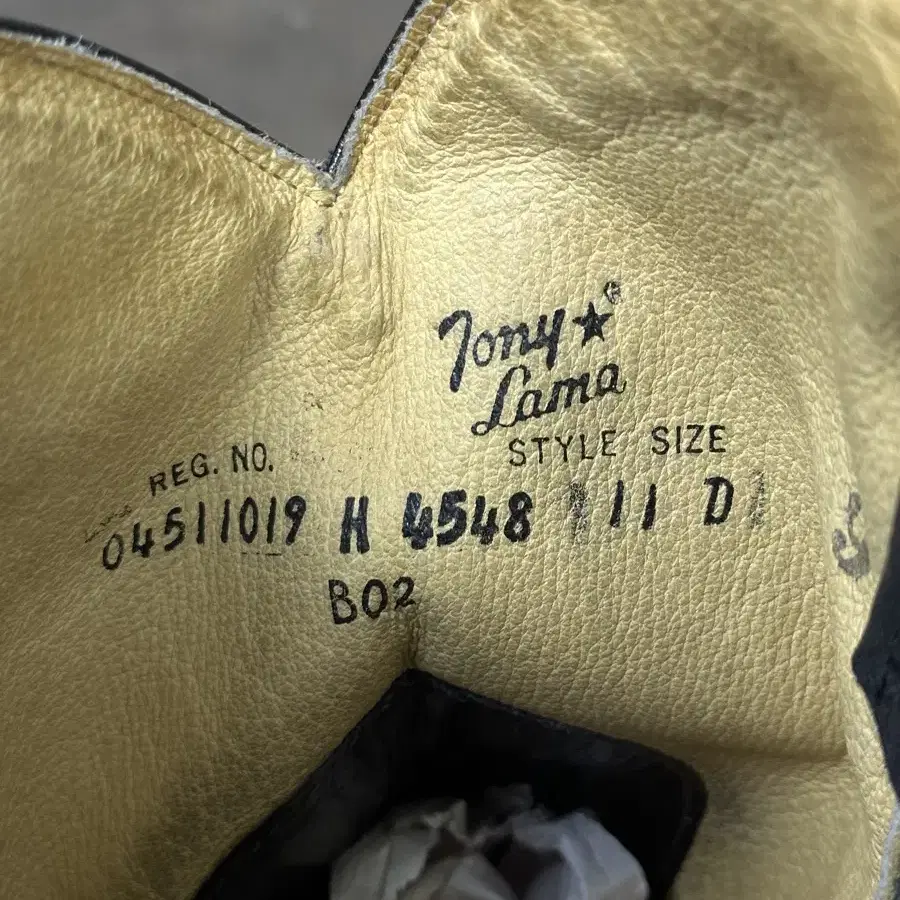 Tony ★ ®
Lama
REG. NO. STYLE SIZE
04511019 H 4548 11 D
B02